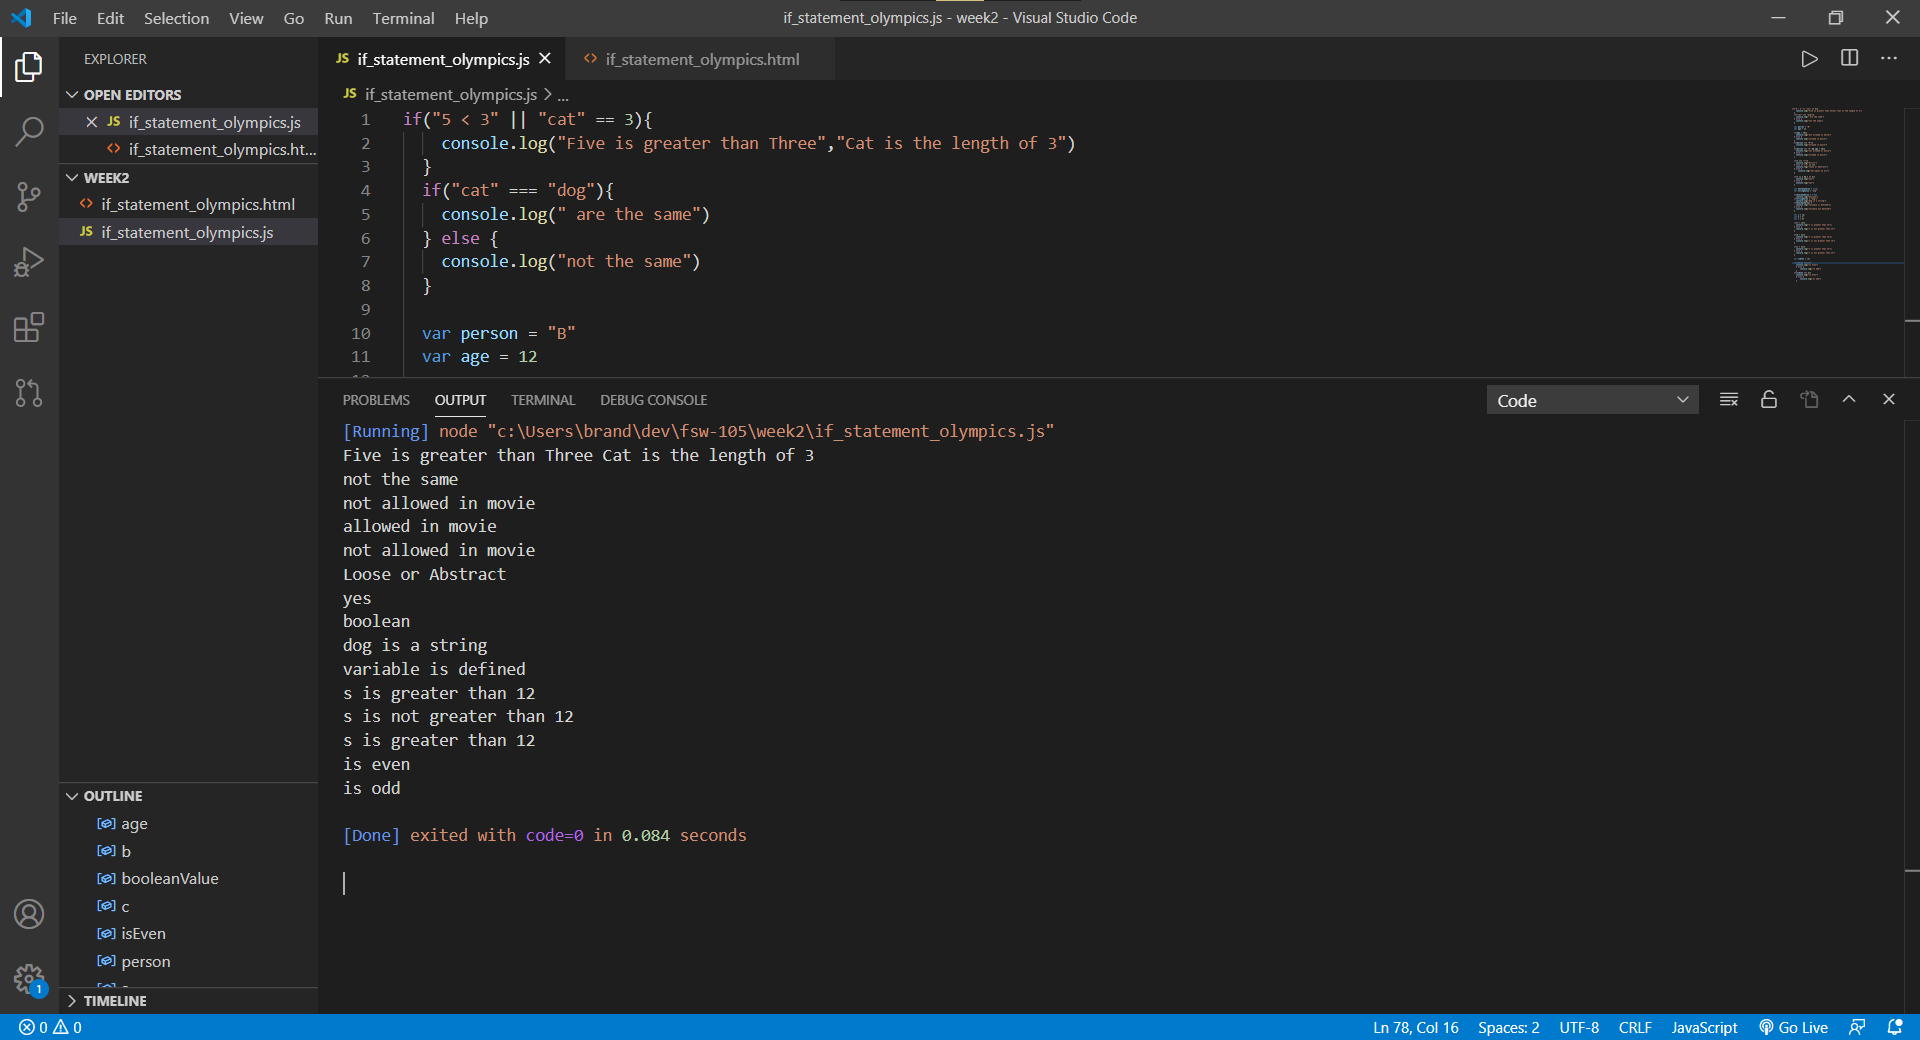 File Edit Selection View Go Run Terminal Help if_statement_olympics.js - week2 - Visual Studio Code
EXPLORER
OPEN EDITORS
JS if_statement_olympics.js
<> if_statement_olympics.ht...
WEEK2
<> if_statement_olympics.html
JS if_statement_olympics.js
OUTLINE
age
b
booleanValue
c
isEven
person
TIMELINE
JS if_statement_olympics.js <> if_statement_olympics.html
JS if_statement_olympics.js > ...
1 if("5 < 3" || "cat" == 3){
2 console.log("Five is greater than Three","Cat is the length of 3")
3 }
4 if("cat" === "dog"){
5 console.log(" are the same")
6 } else {
7 console.log("not the same")
8 }
9
10 var person = "B"
11 var age = 12
PROBLEMS OUTPUT TERMINAL DEBUG CONSOLE Code
[Running] node "c:\Users\brand\dev\fsw-105\week2\if_statement_olympics.js"
Five is greater than Three Cat is the length of 3
not the same
not allowed in movie
allowed in movie
not allowed in movie
Loose or Abstract
yes
boolean
dog is a string
variable is defined
s is greater than 12
s is not greater than 12
s is greater than 12
is even
is odd
[Done] exited with code=0 in 0.084 seconds
1
0 0 Ln 78, Col 16 Spaces: 2 UTF-8 CRLF JavaScript Go Live